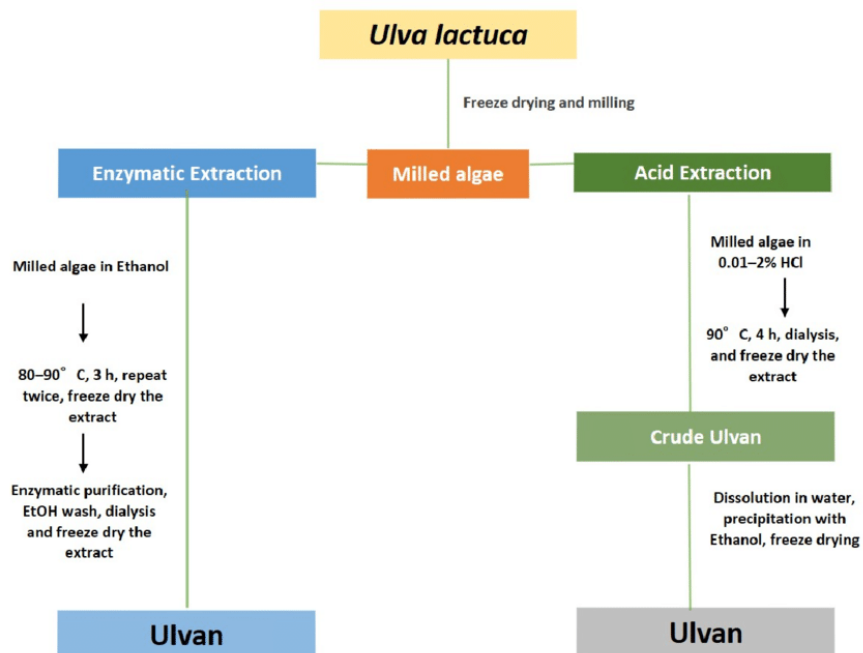 Ulva lactuca
Freeze drying and milling
Enzymatic Extraction
Milled algae
Acid Extraction
Milled algae in Ethanol
80–90° C, 3 h, repeat
twice, freeze dry the
extract
Enzymatic purification,
EtOH wash, dialysis
and freeze dry the
extract
Ulvan
Milled algae in
0.01–2% HCl
90° C, 4 h, dialysis,
and freeze dry the
extract
Crude Ulvan
Dissolution in water,
precipitation with
Ethanol, freeze drying
Ulvan